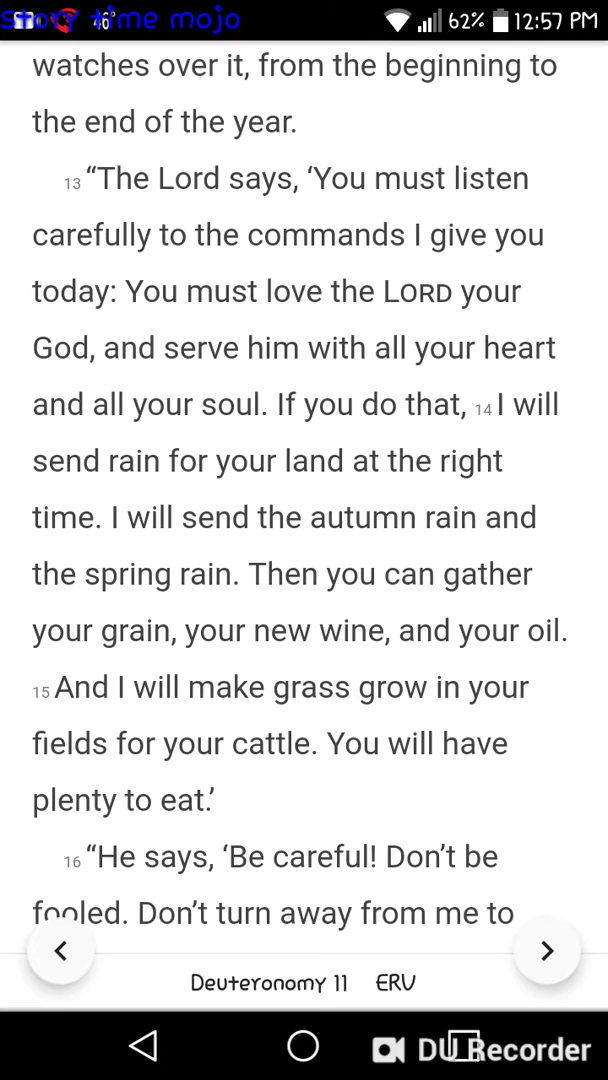 story time mojo
46°
62% 12:57 PM
watches over it, from the beginning to
the end of the year.
13 “The Lord says, ‘You must listen
carefully to the commands I give you
today: You must love the LORD your
God, and serve him with all your heart
and all your soul. If you do that, 14 I will
send rain for your land at the right
time. I will send the autumn rain and
the spring rain. Then you can gather
your grain, your new wine, and your oil.
15 And I will make grass grow in your
fields for your cattle. You will have
plenty to eat.’
16 “He says, ‘Be careful! Don’t be
fooled. Don’t turn away from me to
Deuteronomy 11 ERV
DU Recorder